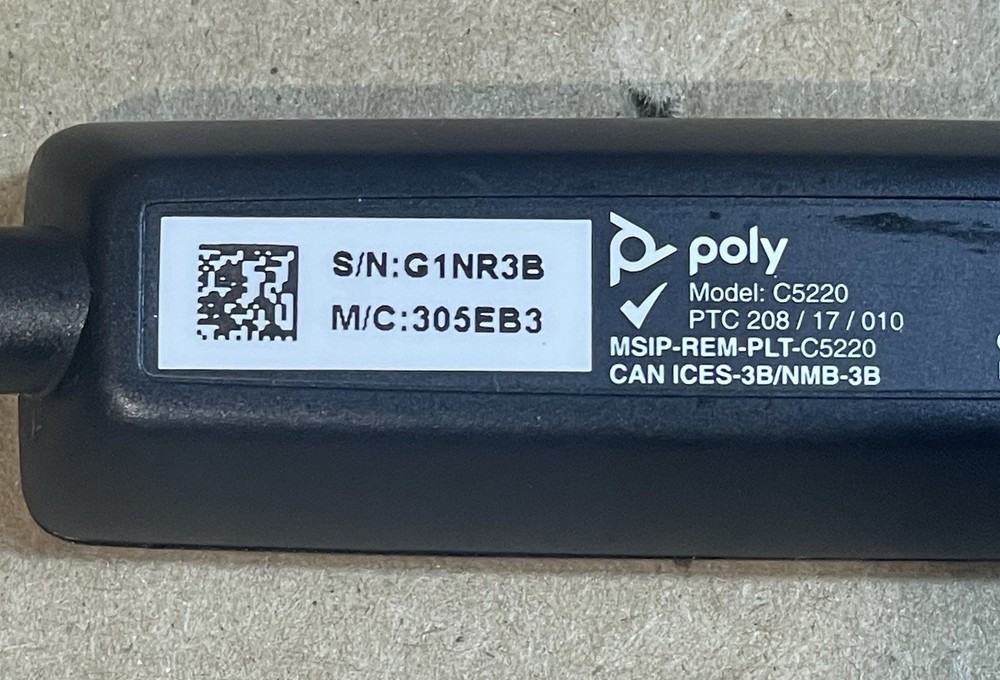 S/N:G1NR3B
M/C:305EB3
poly
Model: C5220
PTC 208 / 17 / 010
MSIP-REM-PLT-C5220
CAN ICES-3B/NMB-3B